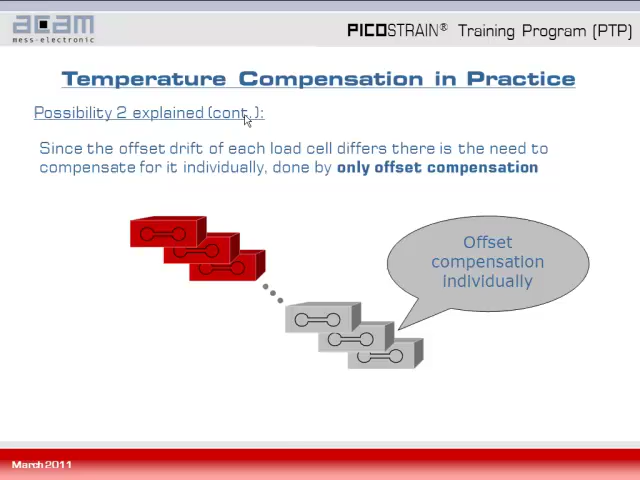 acam
mess-electronic
PICOSTRAIN® Training Program (PTP)
Temperature Compensation in Practice
Possibility 2 explained (cont.):
Since the offset drift of each load cell differs there is the need to
compensate for it individually, done by only offset compensation
Offset
compensation
individually
March 2011